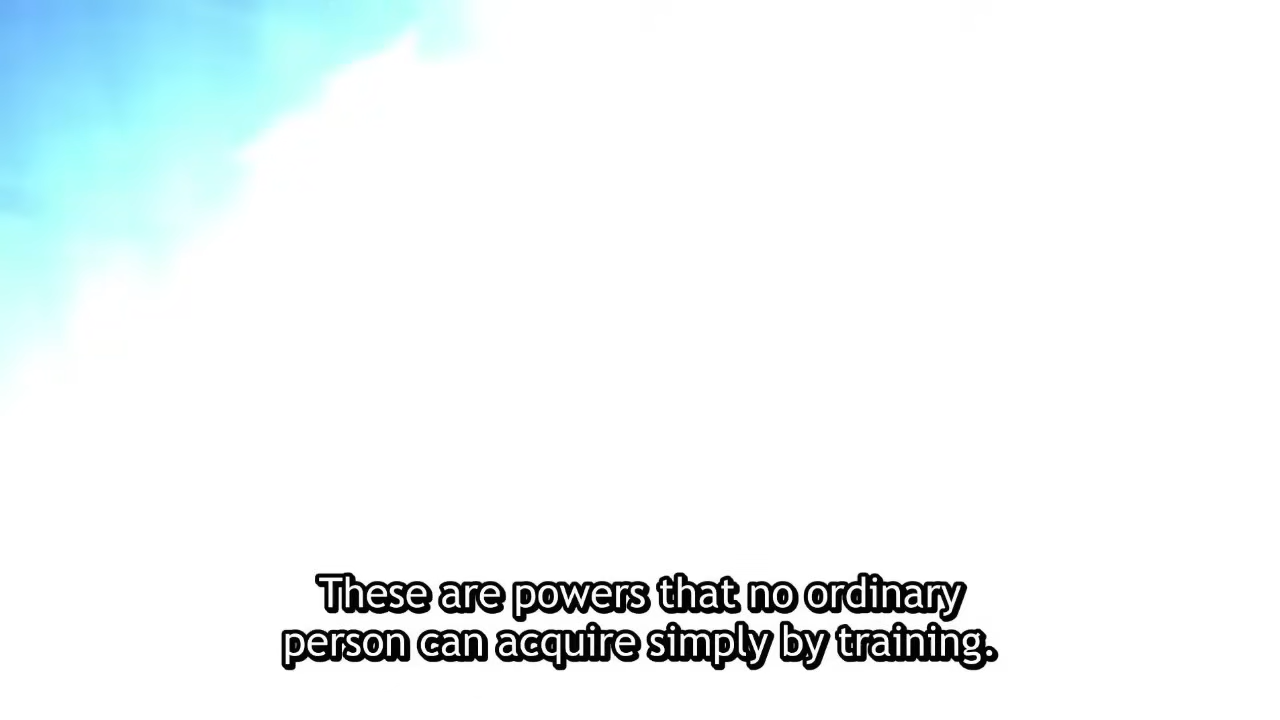 These are powers that no ordinary
person can acquire simply by training.